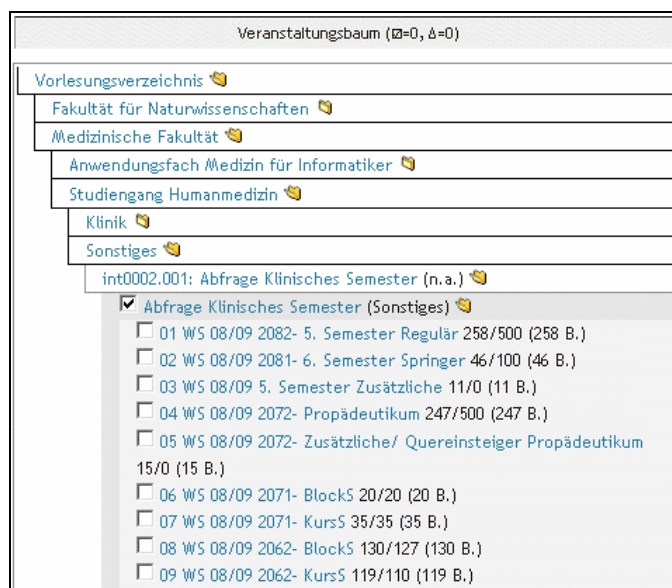 Veranstaltungsbaum (☑=0, Δ=0)
Vorlesungsverzeichnis
Fakultät für Naturwissenschaften
Medizinische Fakultät
Anwendungsfach Medizin für Informatiker
Studiengang Humanmedizin
Klinik
Sonstiges
int0002.001: Abfrage Klinisches Semester (n.a.)
Abfrage Klinisches Semester (Sonstiges)
01 WS 08/09 2082- 5. Semester Regulär 258/500 (258 B.)
02 WS 08/09 2081- 6. Semester Springer 46/100 (46 B.)
03 WS 08/09 5. Semester Zusätzliche 11/0 (11 B.)
04 WS 08/09 2072- Propädeutikum 247/500 (247 B.)
05 WS 08/09 2072- Zusätzliche/ Quereinsteiger Propädeutikum
15/0 (15 B.)
06 WS 08/09 2071- BlockS 20/20 (20 B.)
07 WS 08/09 2071- KursS 35/35 (35 B.)
08 WS 08/09 2062- BlockS 130/127 (130 B.)
09 WS 08/09 2062- KursS 119/110 (119 B.)